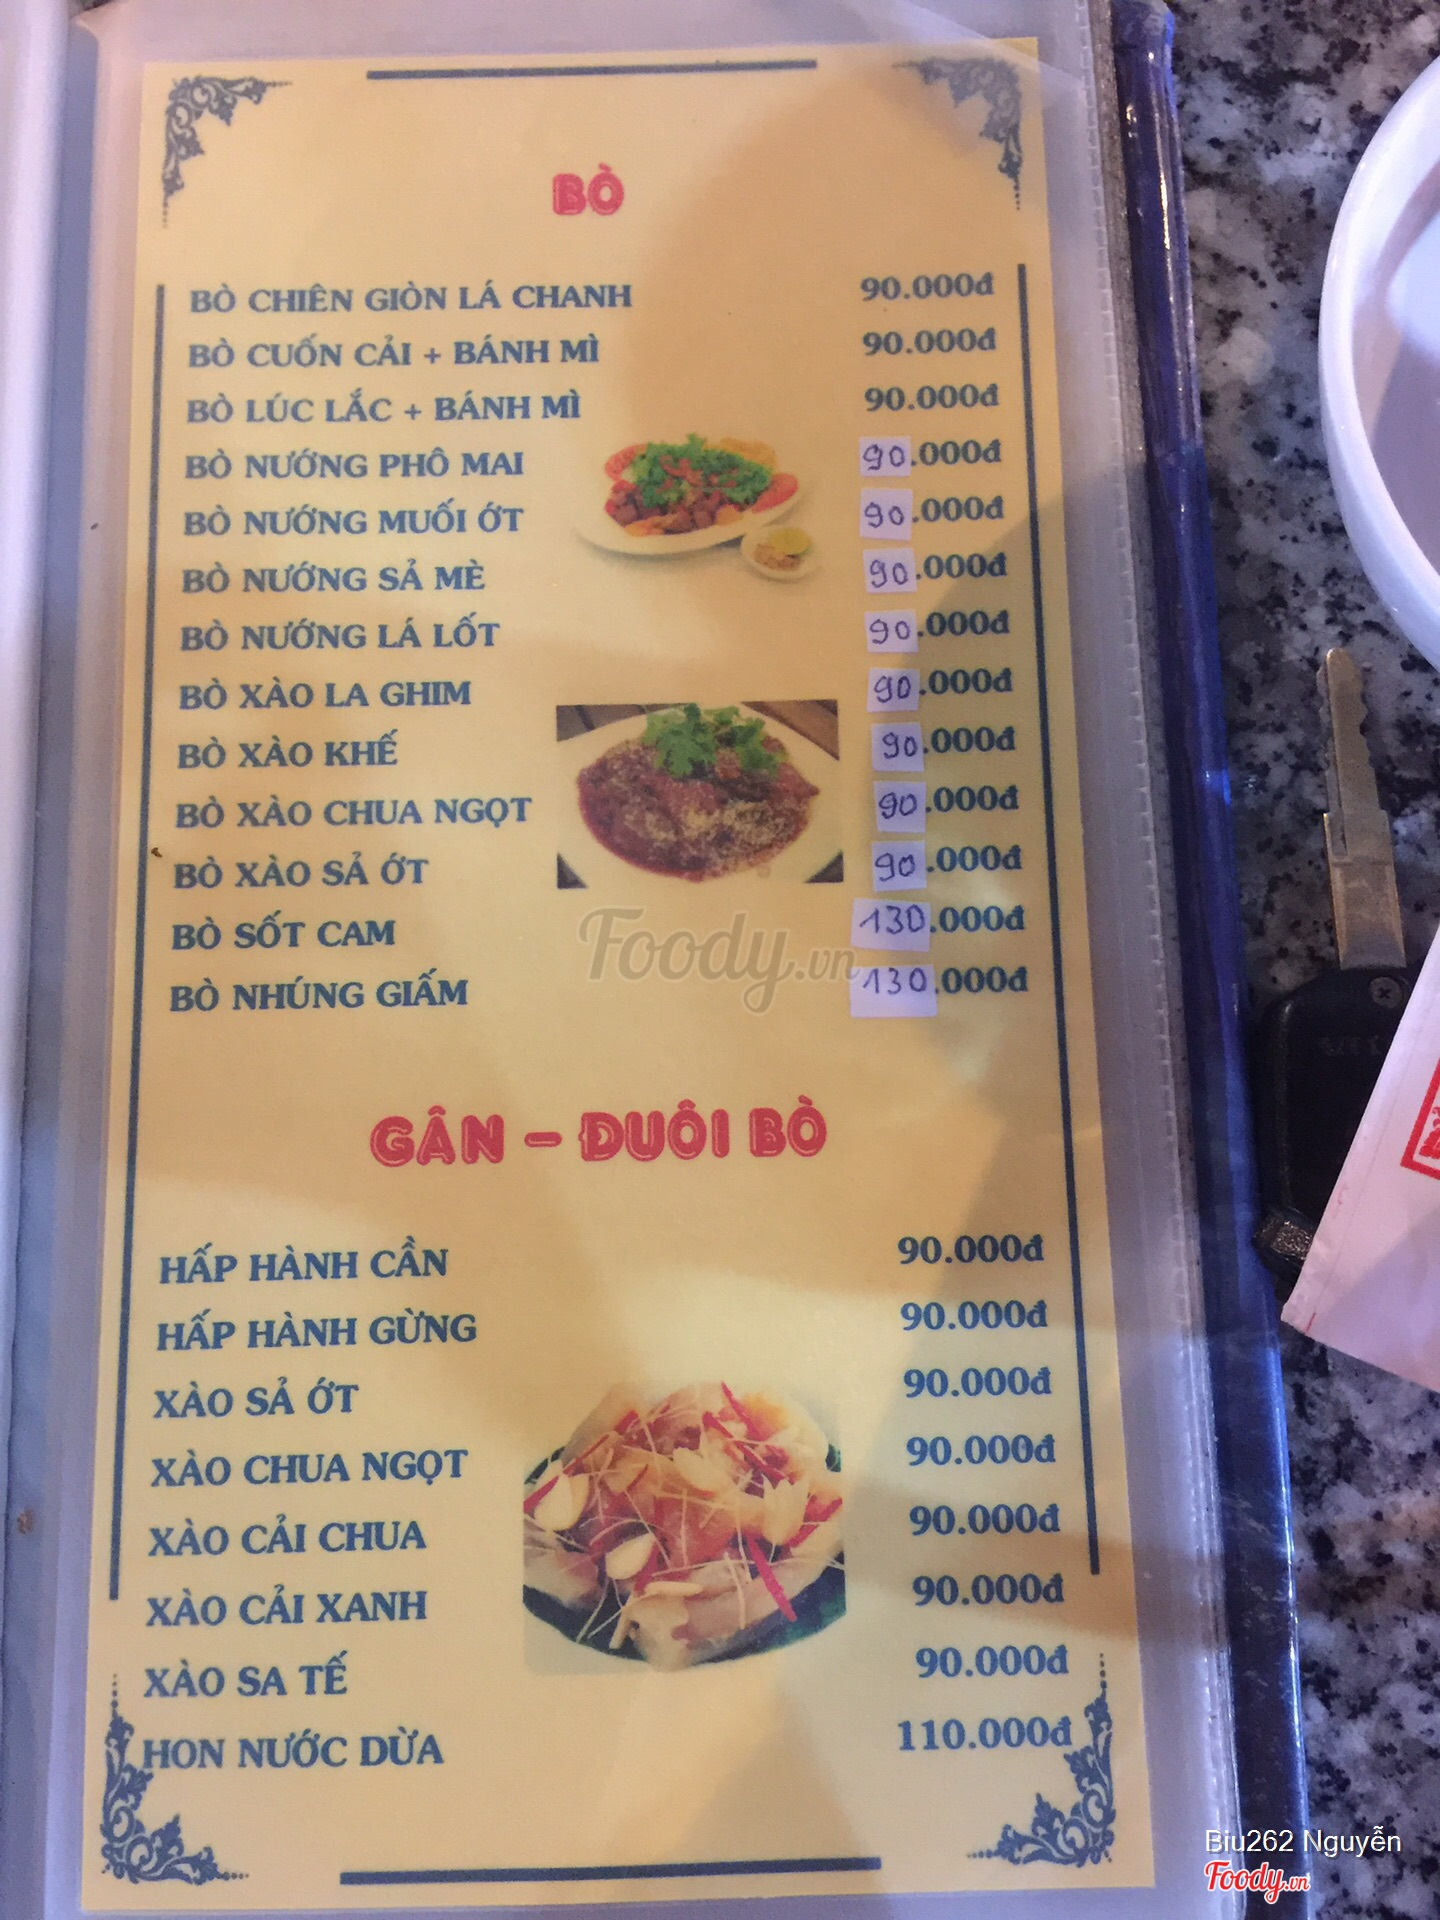 BÒ
BÒ CHIÊN GIÒN LÁ CHANH 90.000đ
BÒ CUỐN CẢI + BÁNH MÌ 90.000đ
BÒ LÚC LẮC + BÁNH MÌ 90.000đ
BÒ NƯỚNG PHÔ MAI 90.000đ
BÒ NƯỚNG MUỐI ỚT 90.000đ
BÒ NƯỚNG SẢ MÈ 90.000đ
BÒ NƯỚNG LÁ LỐT 90.000đ
BÒ XÀO LA GHIM 90.000đ
BÒ XÀO KHẾ 90.000đ
BÒ XÀO CHUA NGỌT 90.000đ
BÒ XÀO SẢ ỚT 90.000đ
BÒ SỐT CAM 130.000đ
Foody.vn
BÒ NHÚNG GIẤM 130.000đ
GÂN - ĐUÔI BÒ
HẤP HÀNH CẦN 90.000đ
HẤP HÀNH GỪNG 90.000đ
XÀO SẢ ỚT 90.000đ
XÀO CHUA NGỌT 90.000đ
XÀO CẢI CHUA 90.000đ
XÀO CẢI XANH 90.000đ
XÀO SA TẾ 90.000đ
HON NƯỚC DỪA 110.000đ
Biu262 Nguyễn
Foody.vn